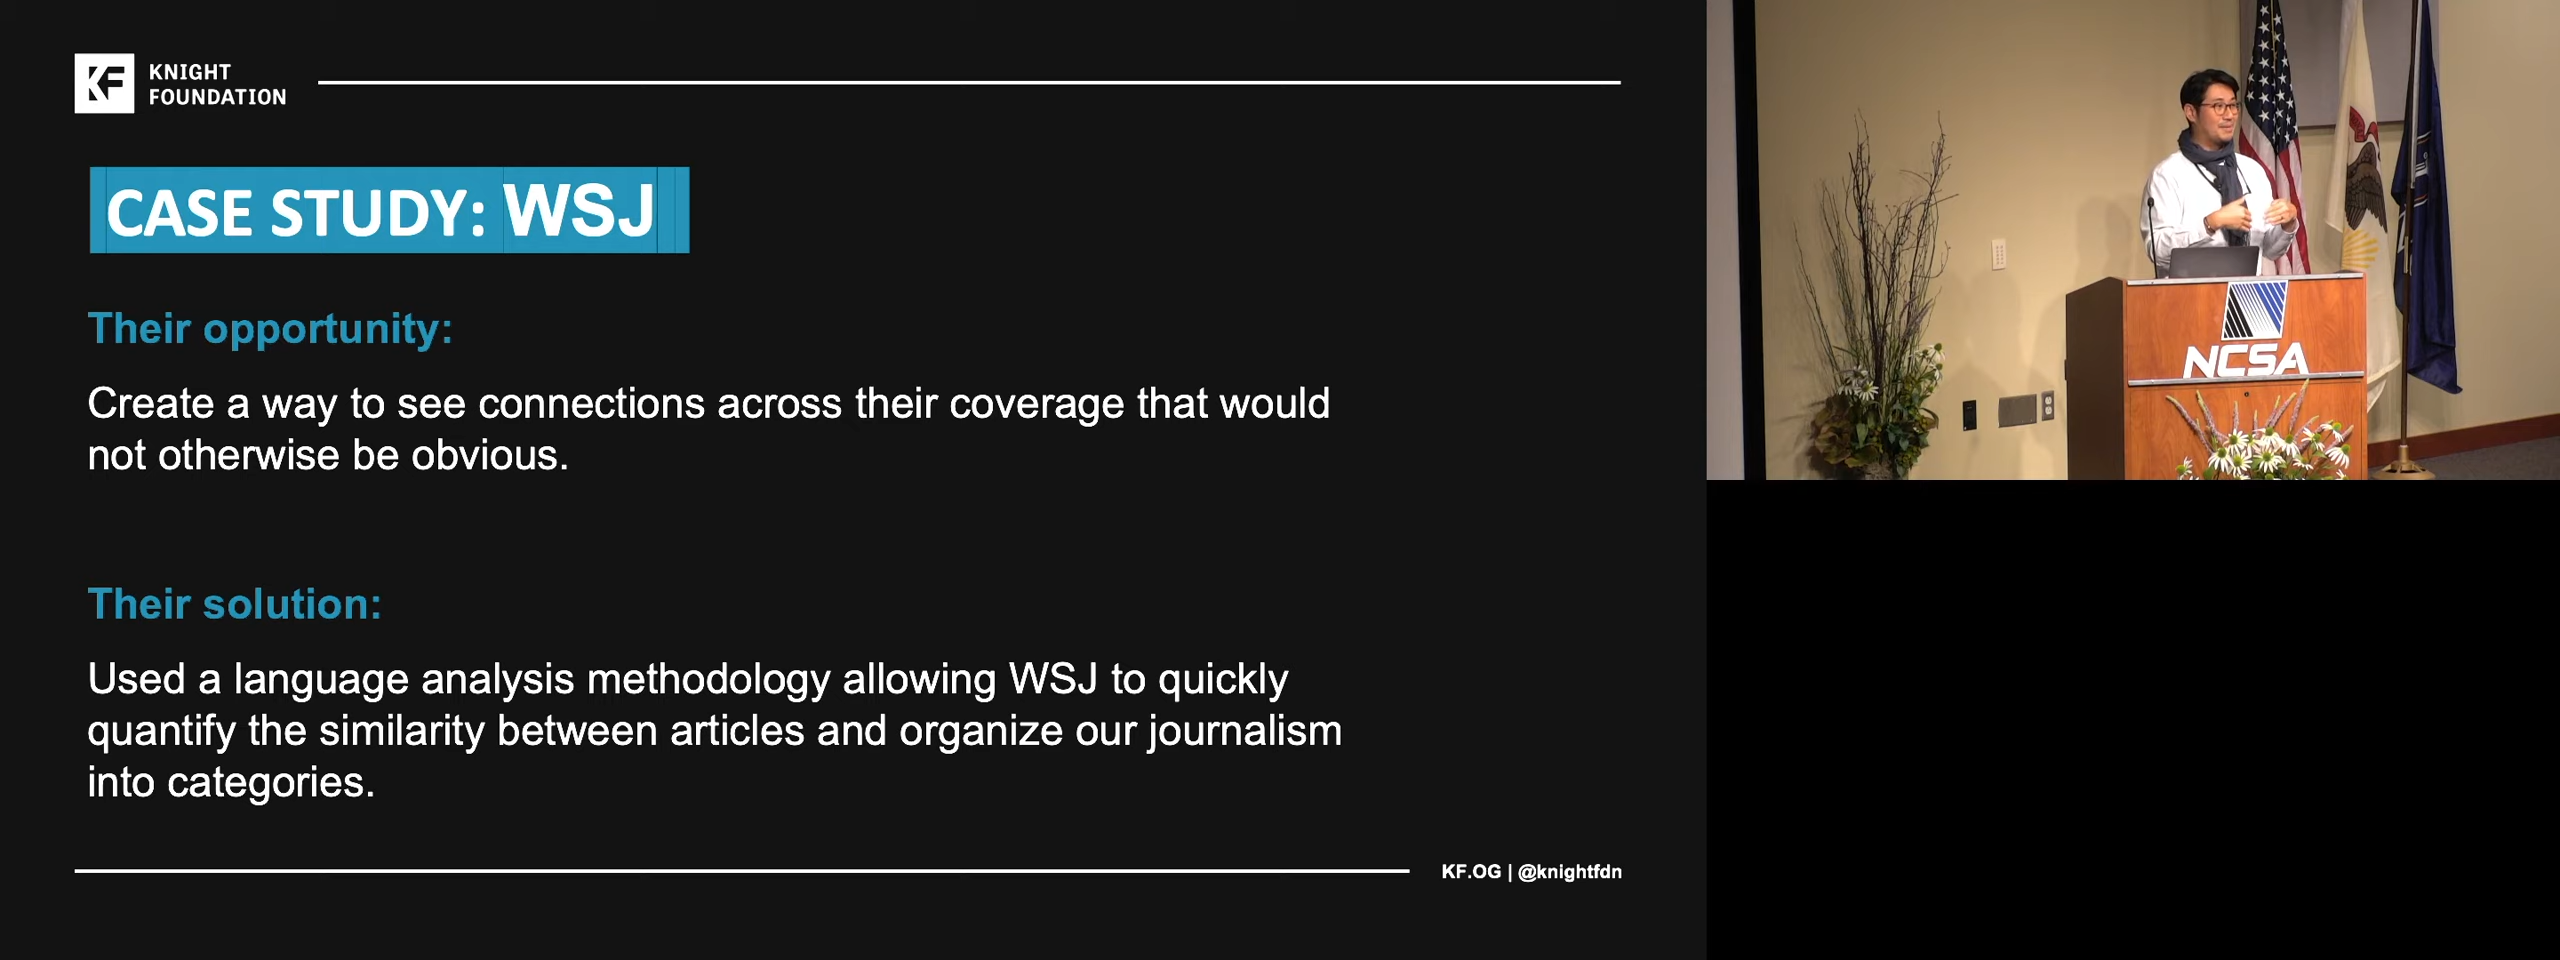 KNIGHT
FOUNDATION
CASE STUDY: WSJ
Their opportunity:
Create a way to see connections across their coverage that would
not otherwise be obvious.
Their solution:
Used a language analysis methodology allowing WSJ to quickly
quantify the similarity between articles and organize our journalism
into categories.
KF.OG | @knightfdn
NCSA